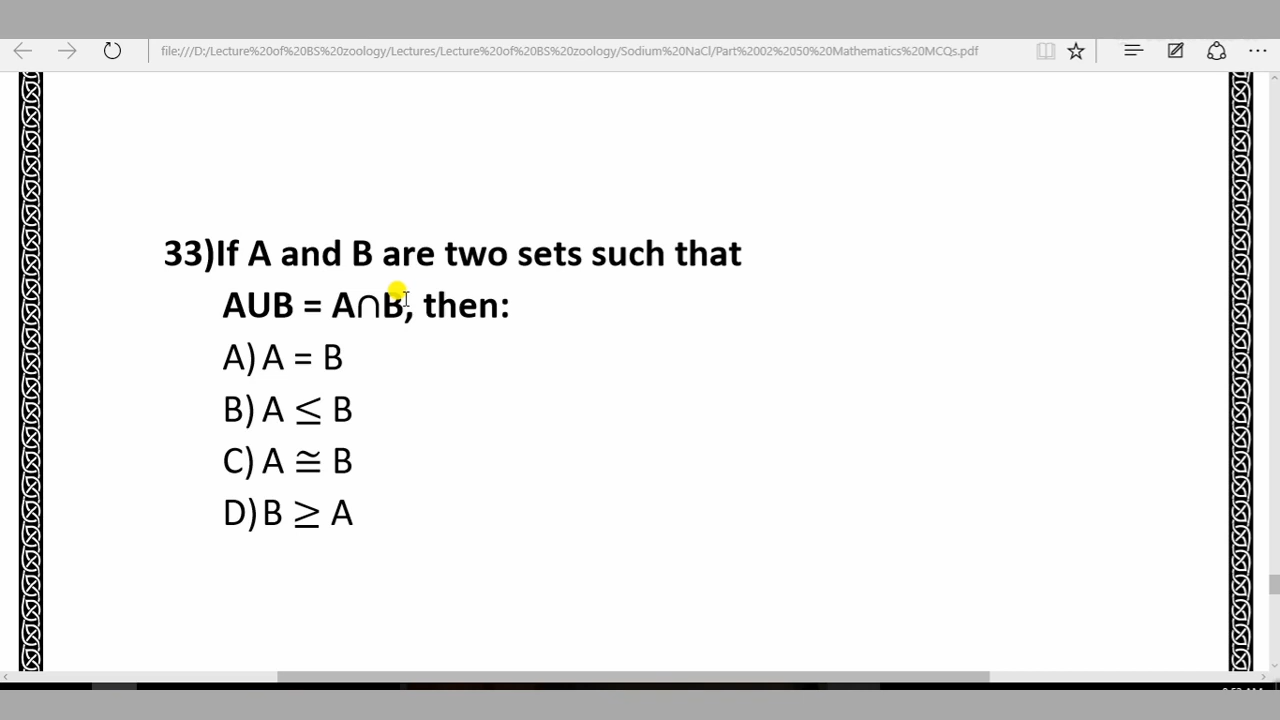 file:///D:/Lecture%20of%20BS%20zoology/Lectures/Lecture%20of%20BS%20zoology/Sodium%20NaCl/Part%2002%2050%20Mathematics%20MCQs.pdf
33)If A and B are two sets such that
AUB = A∩B, then:
A) A = B
B) A ≤ B
C) A ≅ B
D) B ≥ A